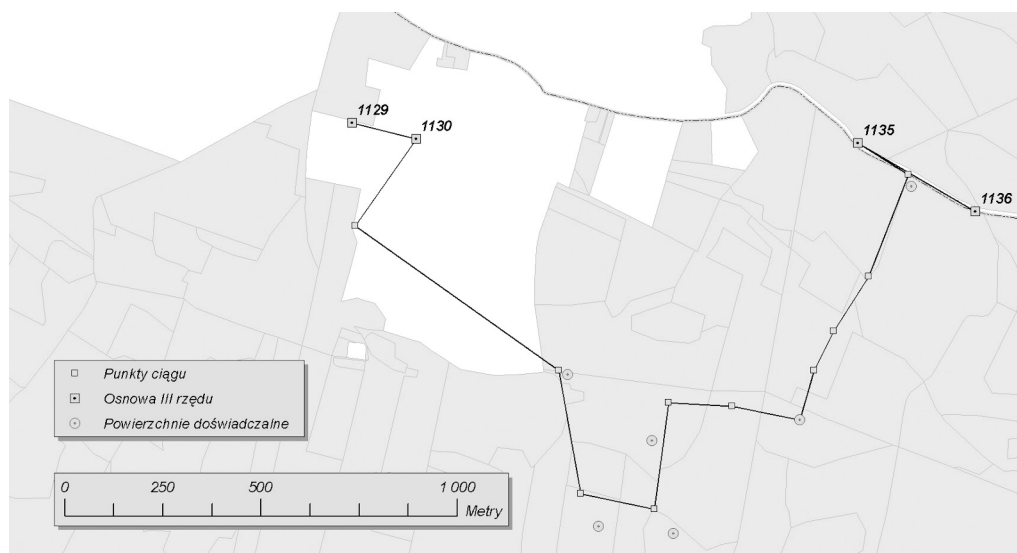 1129
1130
1135
1136
Punkty ciągu
Osnowa III rzędu
Powierzchnie doświadczalne
0 250 500 1 000
Metry